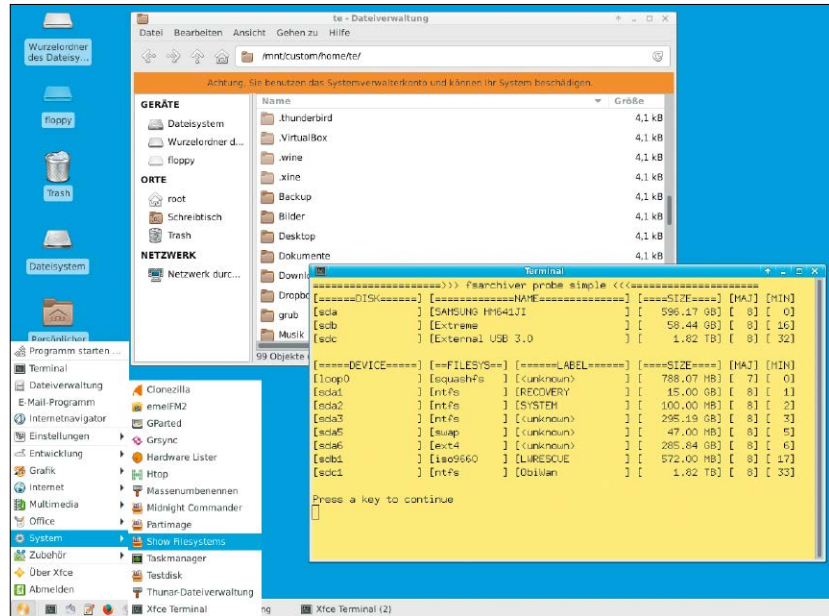 te - Dateiverwaltung
Datei Bearbeiten Ansicht Gehen zu Hilfe
/mnt/custom/home/te/
Achtung, Sie benutzen das Systemverwalterkonto und können Ihr System beschädigen.
Wurzelordner
des Dateisy...
floppy
Trash
Dateisystem
Persönlicher
GERÄTE
Dateisystem
Wurzelordner d...
floppy
ORTE
root
Schreibtisch
Trash
NETZWERK
Netzwerk durc...
Name Größe
.thunderbird 4,1 kB
.VirtualBox 4,1 kB
.wine 4,1 kB
.xine 4,1 kB
Backup 4,1 kB
Bilder 4,1 kB
Desktop 4,1 kB
Dokumente 4,1 kB
Downl
Dropbo
grub
Musik
99 Objekte
Terminal
======================>>> fsarchiver probe simple <<<======================
[======DISK======] [=============NAME==============] [====SIZE====] [MAJ] [MIN]
[sda ] [SAMSUNG HM641JI ] [ 596.17 GB] [ 8] [ 0]
[sdb ] [Extreme ] [ 58.44 GB] [ 8] [ 16]
[sdc ] [External USB 3.0 ] [ 1.82 TB] [ 8] [ 32]
[=====DEVICE=====] [==FILESYS==] [======LABEL======] [====SIZE====] [MAJ] [MIN]
[loop0 ] [squashfs ] [<unknown> ] [ 788.07 MB] [ 7] [ 0]
[sda1 ] [ntfs ] [RECOVERY ] [ 15.00 GB] [ 8] [ 1]
[sda2 ] [ntfs ] [SYSTEM ] [ 100.00 MB] [ 8] [ 2]
[sda3 ] [ntfs ] [<unknown> ] [ 295.19 GB] [ 8] [ 3]
[sda5 ] [swap ] [<unknown> ] [ 47.00 MB] [ 8] [ 5]
[sda6 ] [ext4 ] [<unknown> ] [ 285.84 GB] [ 8] [ 6]
[sdb1 ] [iso9660 ] [LWRESCUE ] [ 572.00 MB] [ 8] [ 17]
[sdc1 ] [ntfs ] [ObiWan ] [ 1.82 TB] [ 8] [ 33]
Press a key to continue
Programm starten ...
Terminal
Dateiverwaltung
E-Mail-Programm
Internetnavigator
Einstellungen
Entwicklung
Grafik
Internet
Multimedia
Office
System
Zubehör
Über Xfce
Abmelden
Clonezilla
emelFM2
GParted
Grsync
Hardware Lister
Htop
Massenumbenennen
Midnight Commander
Partimage
Show Filesystems
Taskmanager
Testdisk
Thunar-Dateiverwaltung
Xfce Terminal
ng
Xfce Terminal (2)